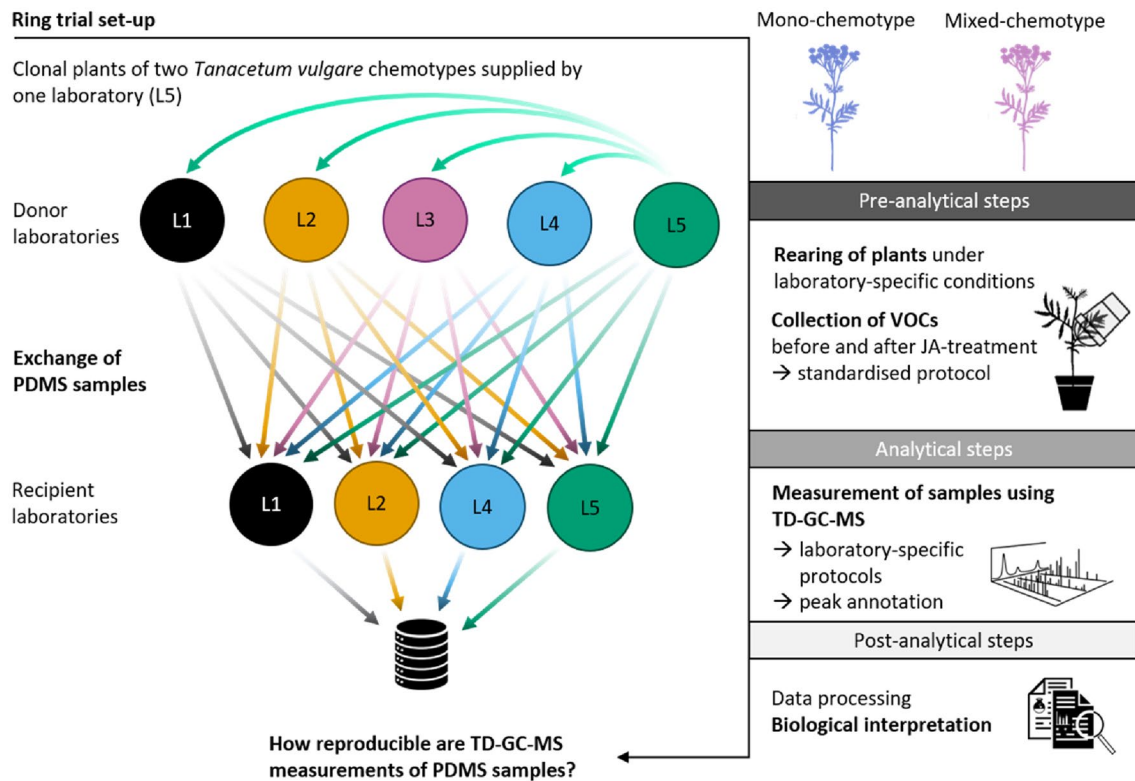 Ring trial set-up
Clonal plants of two Tanacetum vulgare chemotypes supplied by
one laboratory (L5)
Donor
laboratories
L1
L2
L3
L4
L5
Exchange of
PDMS samples
Recipient
laboratories
L1
L2
L4
L5
How reproducible are TD-GC-MS
measurements of PDMS samples?
Mono-chemotype
Mixed-chemotype
Pre-analytical steps
Rearing of plants under
laboratory-specific conditions
Collection of VOCs
before and after JA-treatment
→ standardised protocol
Analytical steps
Measurement of samples using
TD-GC-MS
→ laboratory-specific
protocols
→ peak annotation
Post-analytical steps
Data processing
Biological interpretation